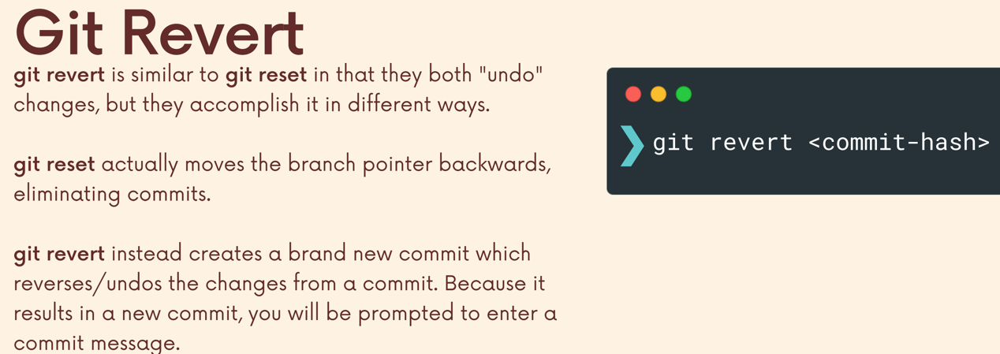 Git Revert
git revert is similar to git reset in that they both "undo"
changes, but they accomplish it in different ways.
git reset actually moves the branch pointer backwards,
eliminating commits.
git revert instead creates a brand new commit which
reverses/undos the changes from a commit. Because it
results in a new commit, you will be prompted to enter a
commit message.
❯ git revert <commit-hash>